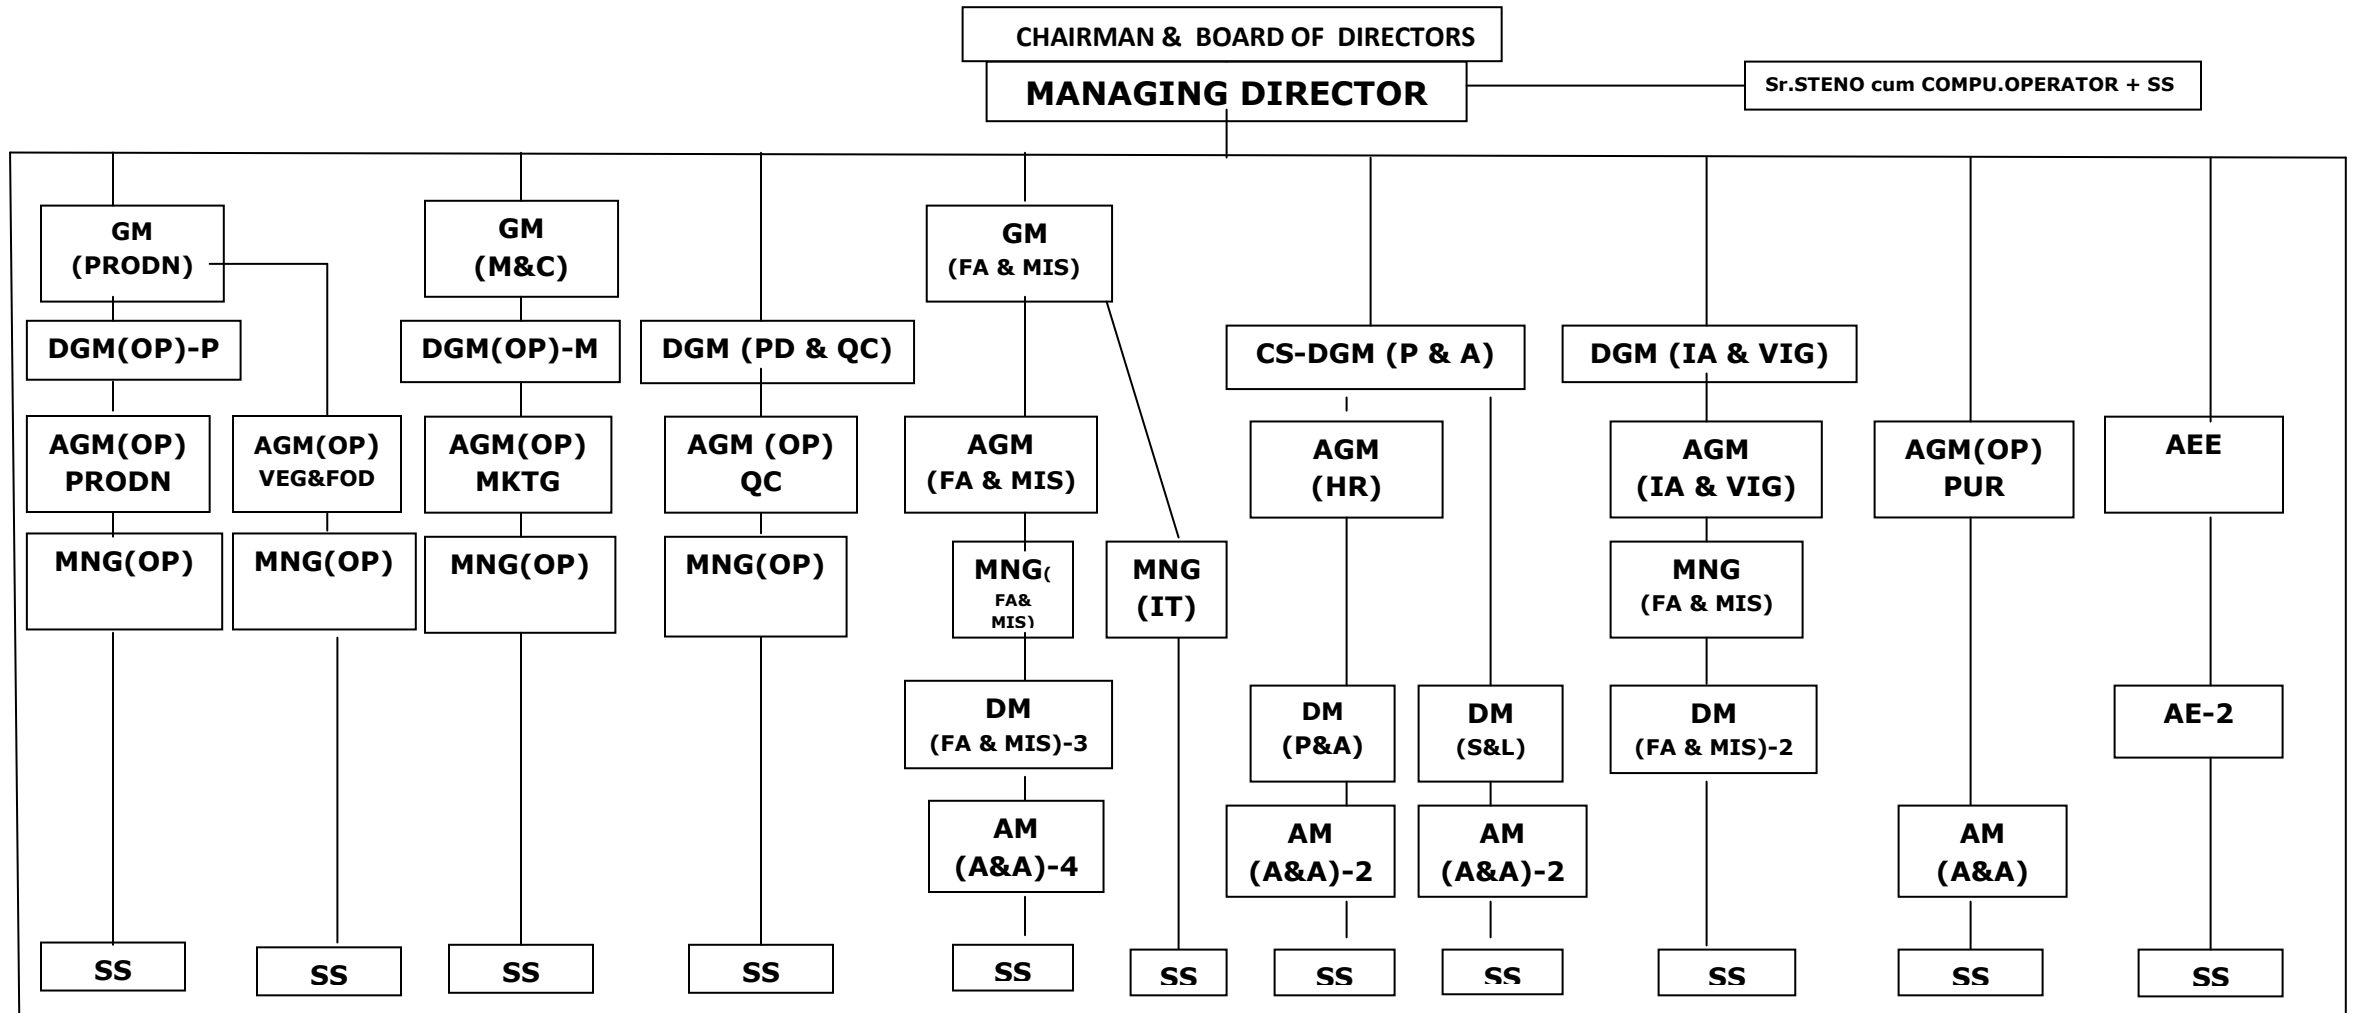 CHAIRMAN & BOARD OF DIRECTORS
MANAGING DIRECTOR
Sr.STENO cum COMPU.OPERATOR + SS
GM
(PRODN)
GM
(M&C)
GM
(FA & MIS)
DGM(OP)-P
DGM(OP)-M
DGM (PD & QC)
CS-DGM (P & A)
DGM (IA & VIG)
AGM(OP)
PRODN
AGM(OP)
VEG&FOD
AGM(OP)
MKTG
AGM (OP)
QC
AGM
(FA & MIS)
AGM
(HR)
AGM
(IA & VIG)
AGM(OP)
PUR
AEE
MNG(OP)
MNG(OP)
MNG(OP)
MNG(OP)
MNG(
FA&
MIS)
MNG
(IT)
MNG
(FA & MIS)
DM
(FA & MIS)-3
DM
(P&A)
DM
(S&L)
DM
(FA & MIS)-2
AE-2
AM
(A&A)-4
AM
(A&A)-2
AM
(A&A)-2
AM
(A&A)
SS
SS
SS
SS
SS
SS
SS
SS
SS
SS
SS